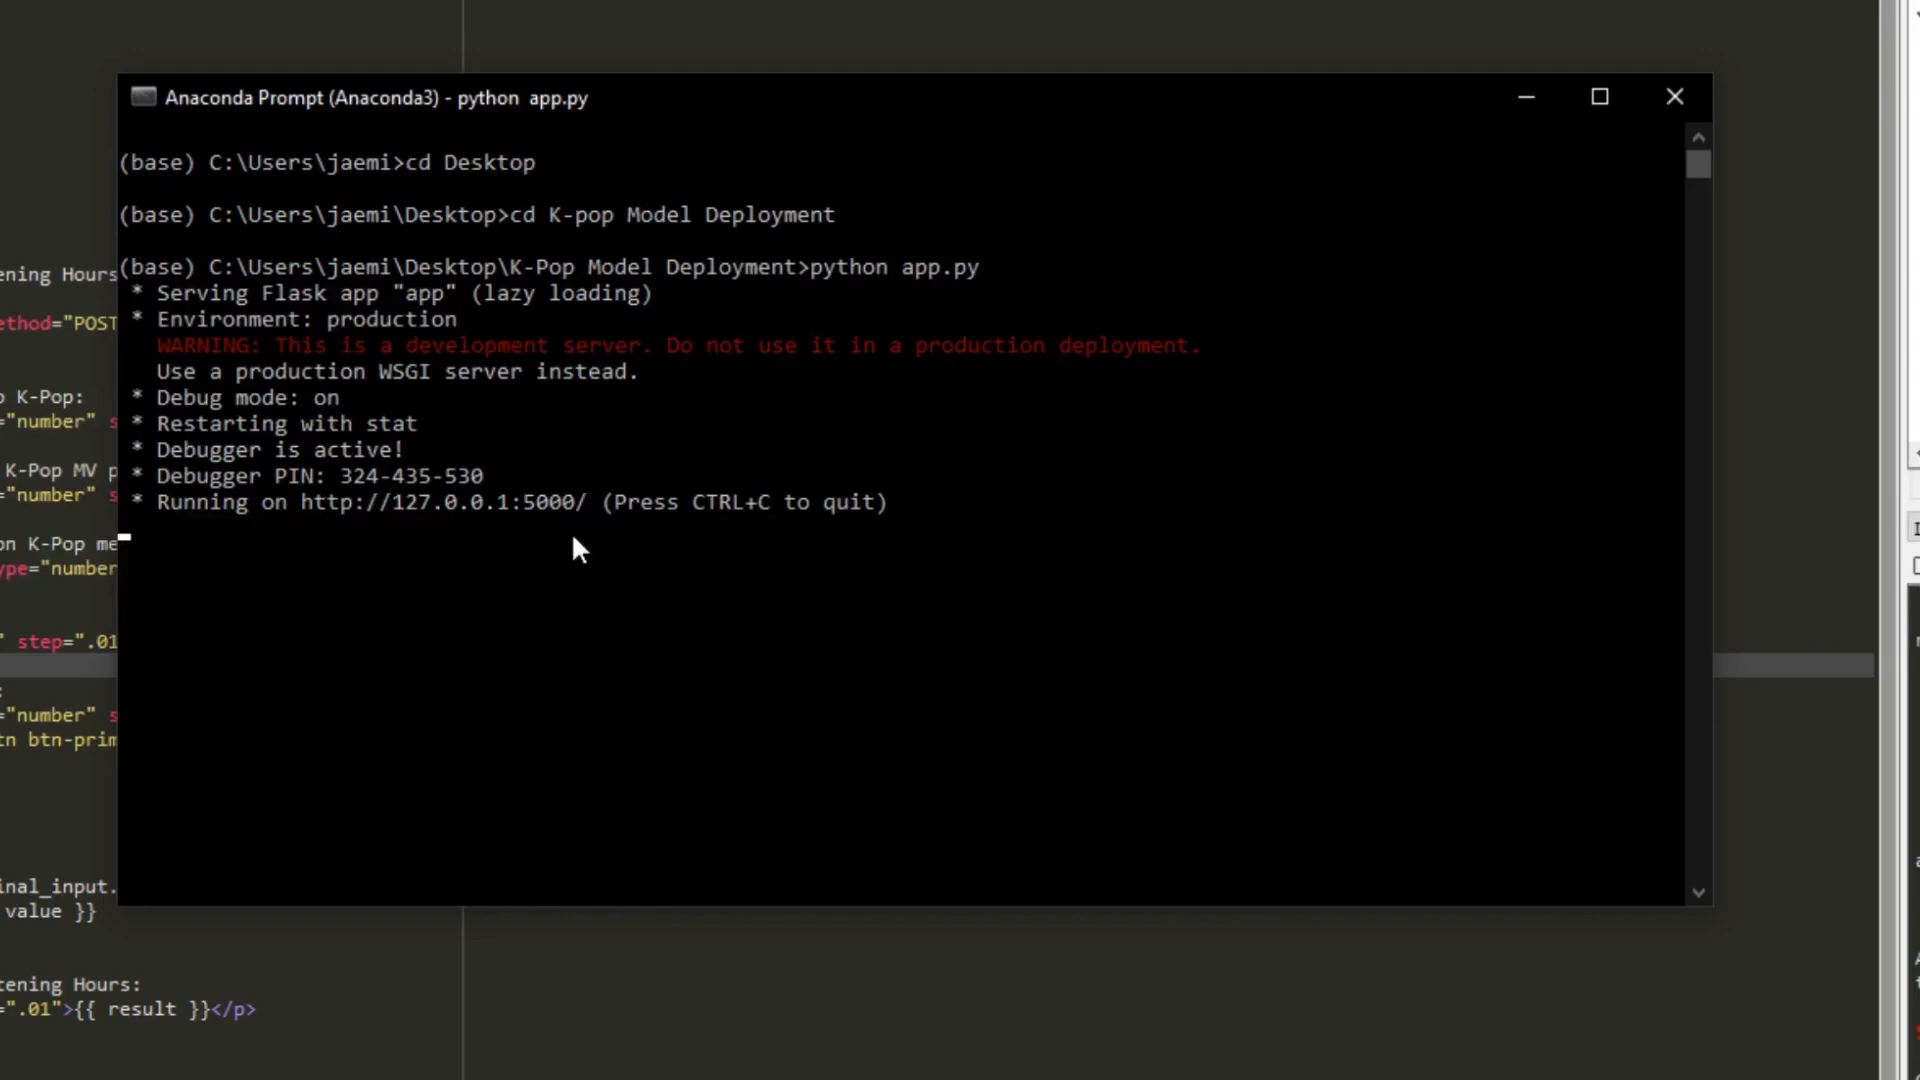 Anaconda Prompt (Anaconda3) - python  app.py
(base) C:\Users\jaemi>cd Desktop
(base) C:\Users\jaemi\Desktop>cd K-pop Model Deployment
(base) C:\Users\jaemi\Desktop\K-Pop Model Deployment>python app.py
* Serving Flask app "app" (lazy loading)
* Environment: production
WARNING: This is a development server. Do not use it in a production deployment.
Use a production WSGI server instead.
* Debug mode: on
* Restarting with stat
* Debugger is active!
* Debugger PIN: 324-435-530
* Running on http://127.0.0.1:5000/ (Press CTRL+C to quit)
ening Hours
ethod="POST
o K-Pop:
="number" s
K-Pop MV p
="number" s
on K-Pop me
ype="number
" step=".01
:
="number" s
tn btn-prim
inal_input.
value }}
tening Hours:
=".01">{{ result }}</p>